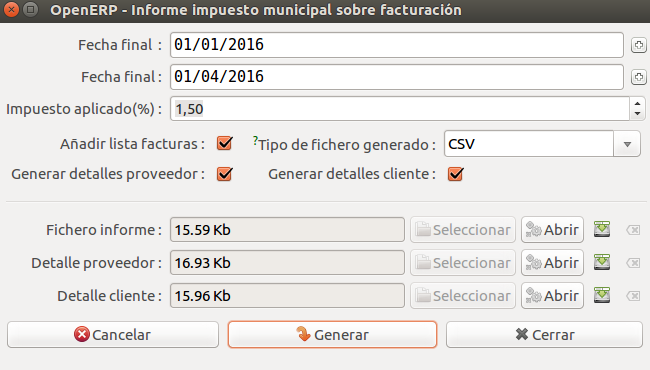 OpenERP - Informe impuesto municipal sobre facturación
Fecha final : 01/01/2016
Fecha final : 01/04/2016
Impuesto aplicado(%) : 1,50
Añadir lista facturas : ?Tipo de fichero generado : CSV
Generar detalles proveedor : Generar detalles cliente :
Fichero informe : 15.59 Kb Seleccionar Abrir
Detalle proveedor : 16.93 Kb Seleccionar Abrir
Detalle cliente : 15.96 Kb Seleccionar Abrir
Cancelar Generar Cerrar